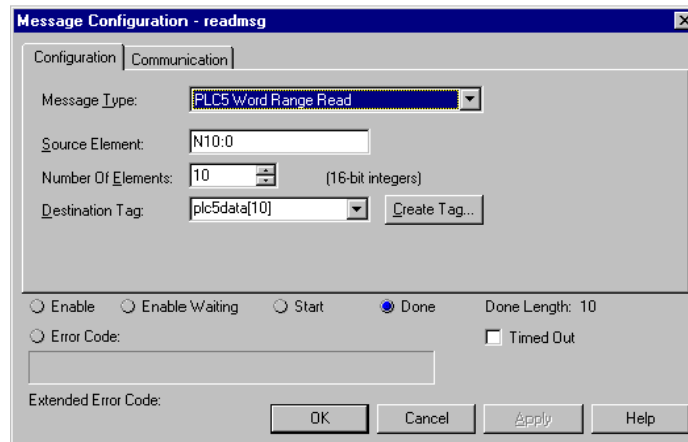 Message Configuration - readmsg
Configuration Communication
Message Type: PLC5 Word Range Read
Source Element: N10:0
Number Of Elements: 10 (16-bit integers)
Destination Tag: plc5data[10] Create Tag...
Enable Enable Waiting Start Done Done Length: 10
Error Code: Timed Out
Extended Error Code:
OK Cancel Apply Help